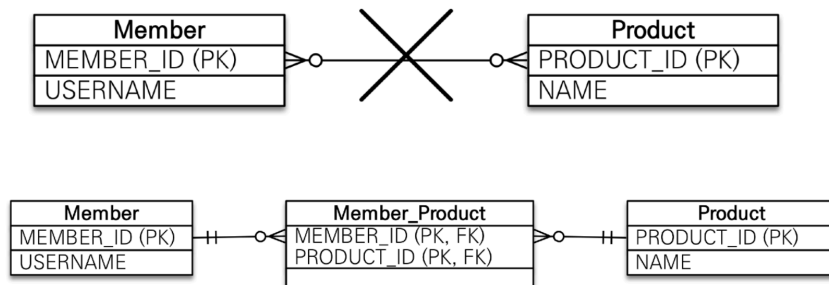 Member
MEMBER_ID (PK)
USERNAME
Product
PRODUCT_ID (PK)
NAME
Member
MEMBER_ID (PK)
USERNAME
Member_Product
MEMBER_ID (PK, FK)
PRODUCT_ID (PK, FK)
Product
PRODUCT_ID (PK)
NAME